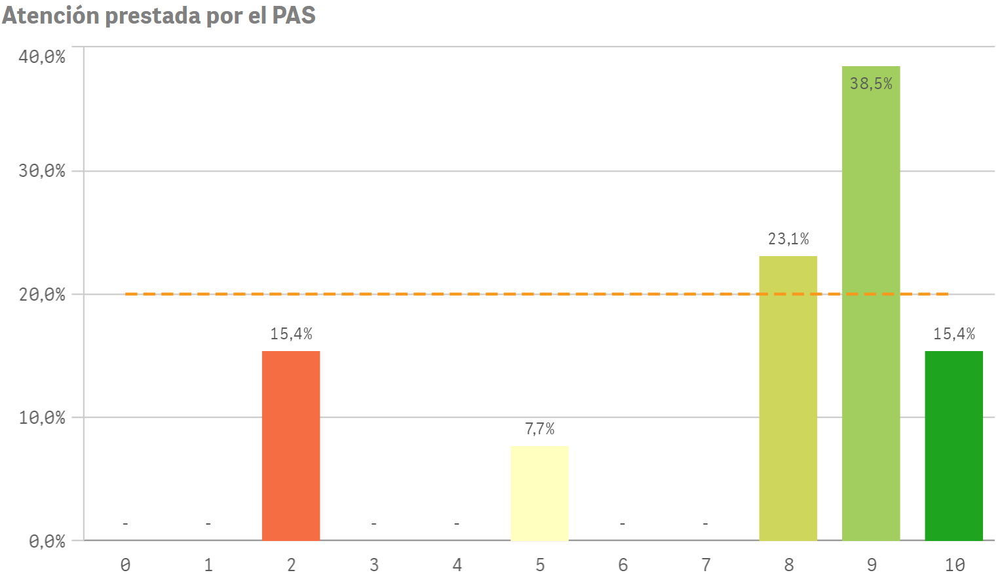 Atención prestada por el PAS
40,0%
30,0%
20,0%
10,0%
0,0%
- - 15,4% - - 7,7% - - 23,1% 38,5% 15,4%
0 1 2 3 4 5 6 7 8 9 10